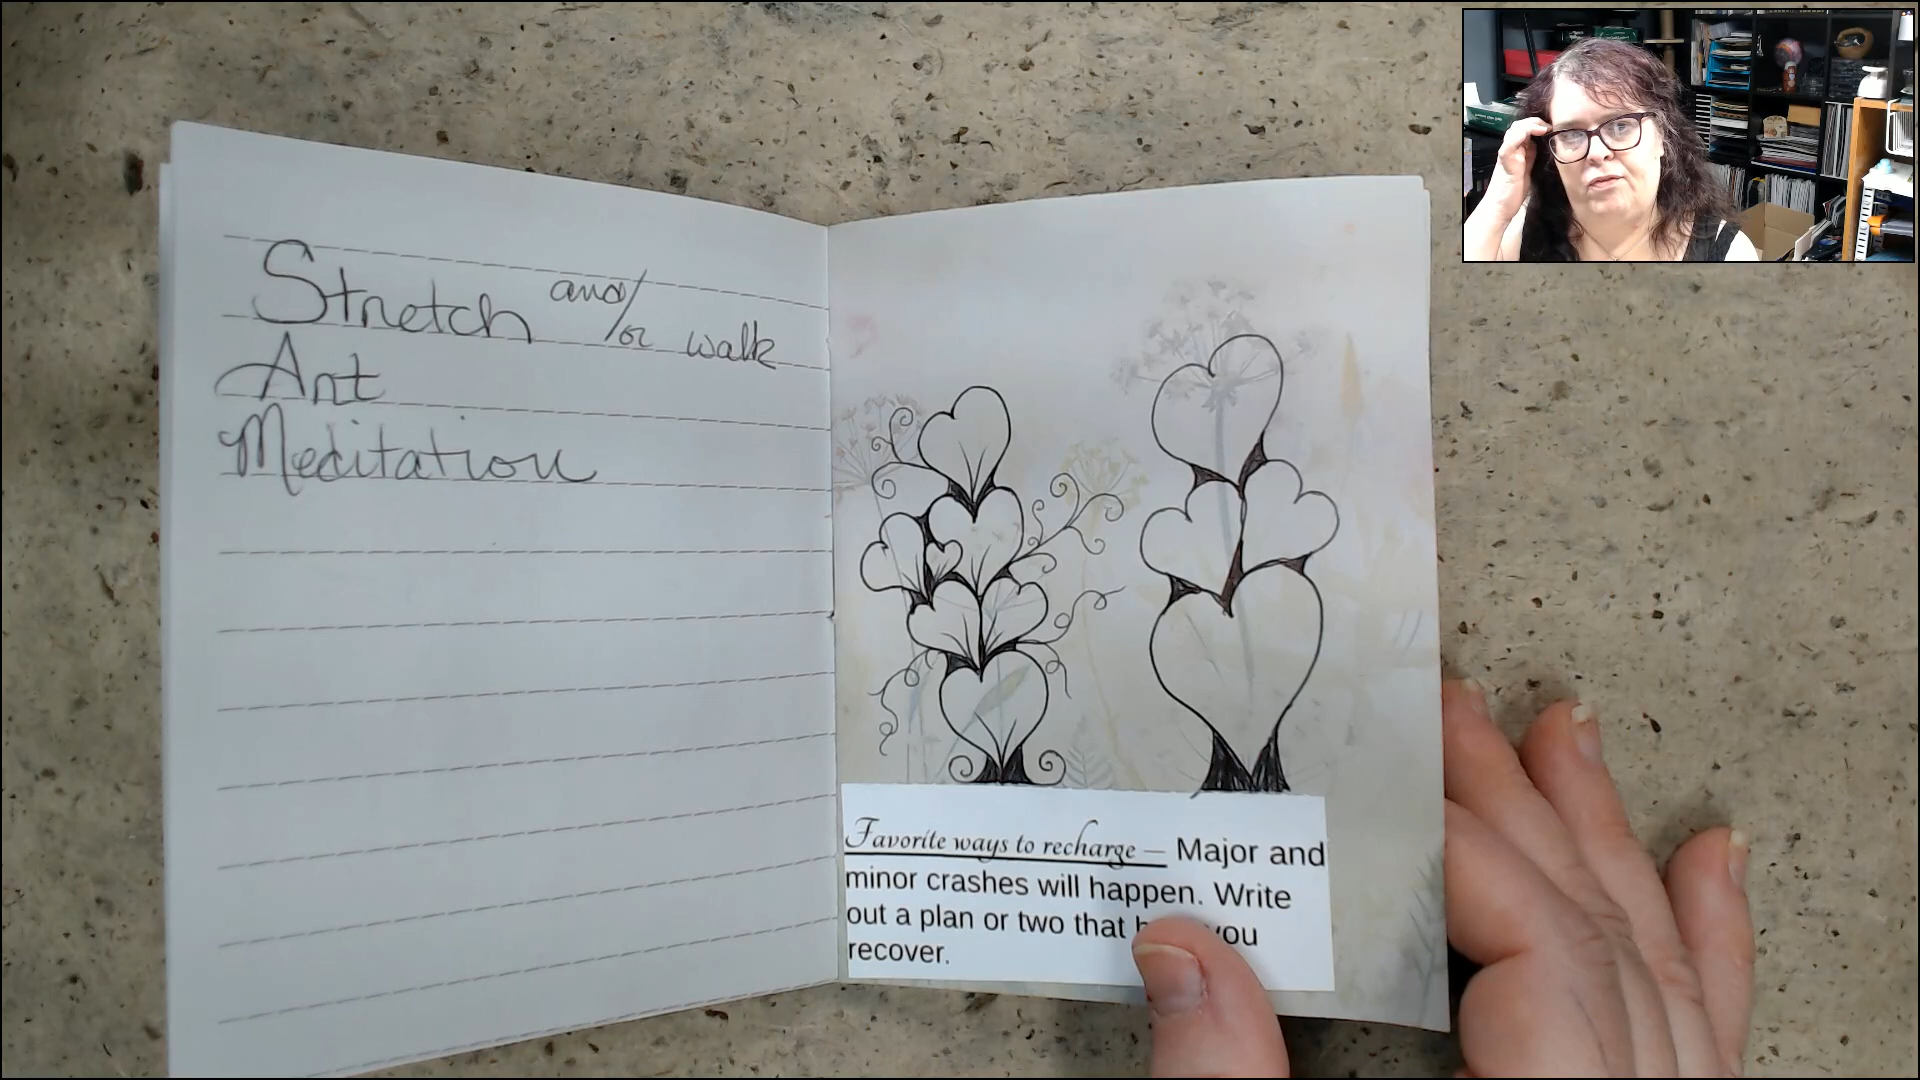 Stretch and/or walk
Art
Meditation
Favorite ways to recharge — Major and
minor crashes will happen. Write
out a plan or two that you
recover.